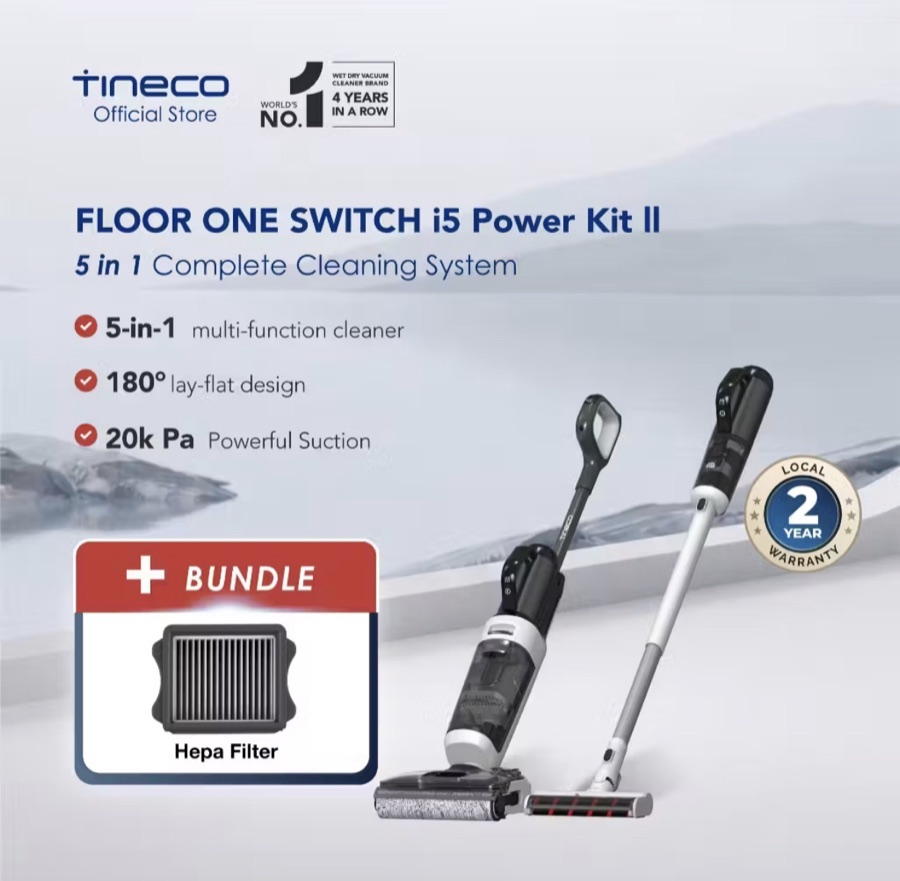 Tineco
Official Store
WORLD'S
NO.1
WET DRY VACUUM
CLEANER BRAND
4 YEARS
IN A ROW
FLOOR ONE SWITCH i5 Power Kit ll
5 in 1 Complete Cleaning System
5-in-1 multi-function cleaner
180° lay-flat design
20k Pa Powerful Suction
LOCAL
2
YEAR
WARRANTY
+ BUNDLE
Hepa Filter
Tineco